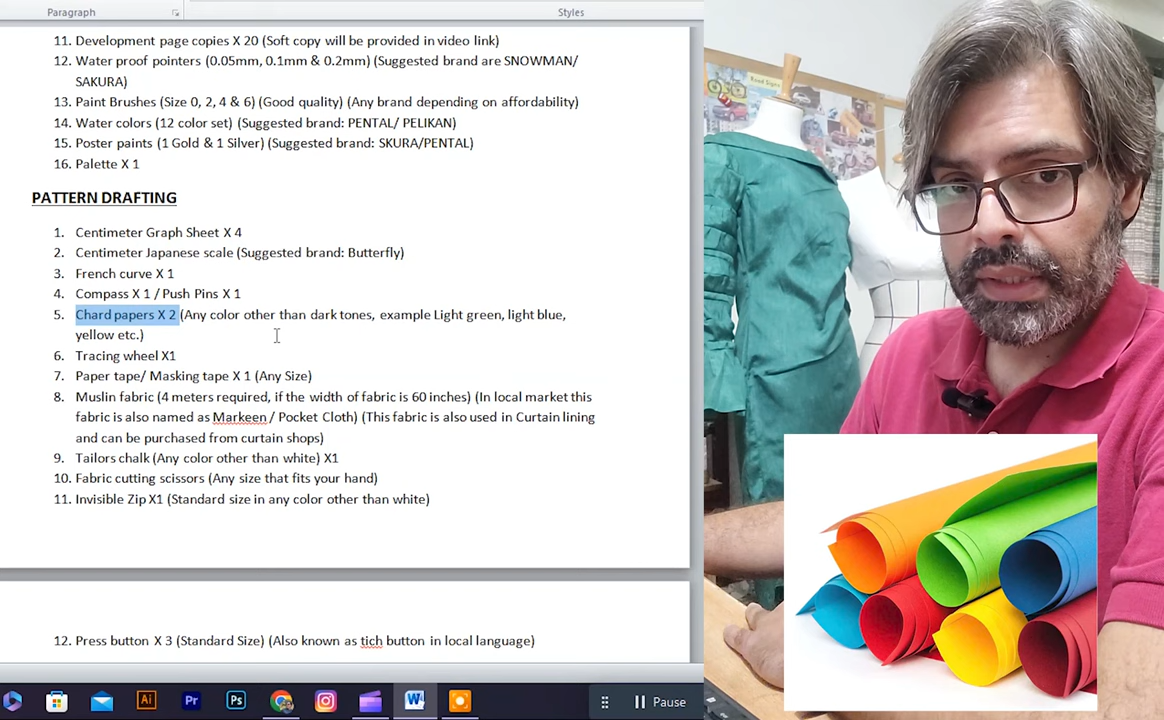 Paragraph
Styles
11. Development page copies X 20 (Soft copy will be provided in video link)
12. Water proof pointers (0.05mm, 0.1mm & 0.2mm) (Suggested brand are SNOWMAN/
SAKURA)
13. Paint Brushes (Size 0, 2, 4 & 6) (Good quality) (Any brand depending on affordability)
14. Water colors (12 color set) (Suggested brand: PENTAL/ PELIKAN)
15. Poster paints (1 Gold & 1 Silver) (Suggested brand: SKURA/PENTAL)
16. Palette X 1
PATTERN DRAFTING
1. Centimeter Graph Sheet X 4
2. Centimeter Japanese scale (Suggested brand: Butterfly)
3. French curve X 1
4. Compass X 1 / Push Pins X 1
5. Chard papers X 2 (Any color other than dark tones, example Light green, light blue,
yellow etc.)
6. Tracing wheel X1
7. Paper tape/ Masking tape X 1 (Any Size)
8. Muslin fabric (4 meters required, if the width of fabric is 60 inches) (In local market this
fabric is also named as Markeen / Pocket Cloth) (This fabric is also used in Curtain lining
and can be purchased from curtain shops)
9. Tailors chalk (Any color other than white) X1
10. Fabric cutting scissors (Any size that fits your hand)
11. Invisible Zip X1 (Standard size in any color other than white)
12. Press button X 3 (Standard Size) (Also known as tich button in local language)
Ai
Pr
Ps
W
Pause
Road Signs